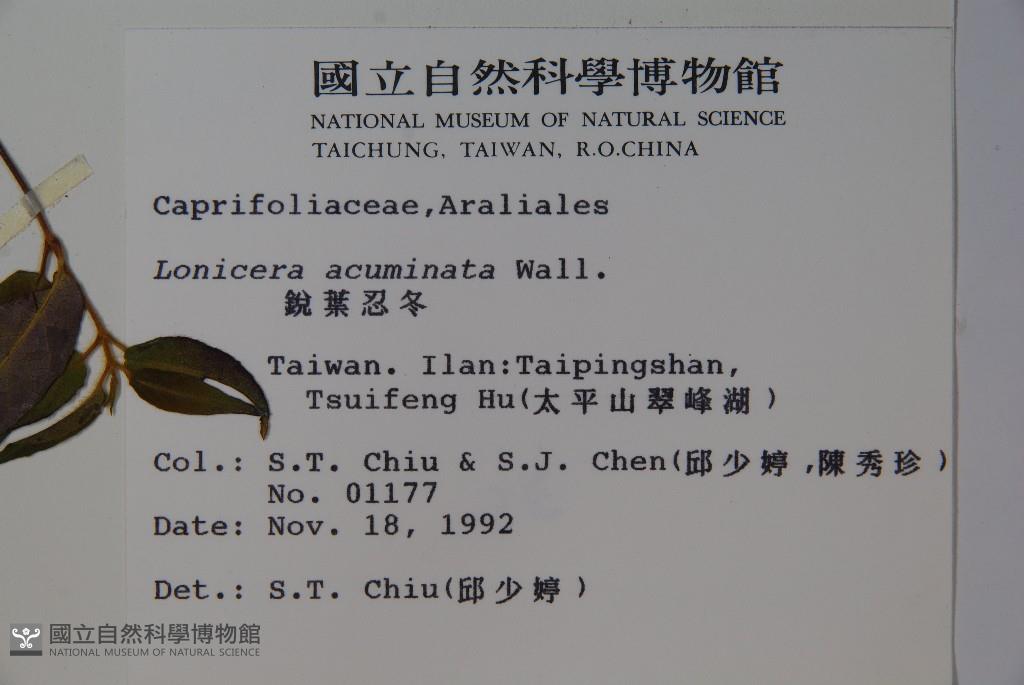 國立自然科學博物館
NATIONAL MUSEUM OF NATURAL SCIENCE
TAICHUNG, TAIWAN, R.O.CHINA
Caprifoliaceae,Araliales
Lonicera acuminata Wall.
銳葉忍冬
Taiwan. Ilan:Taipingshan,
Tsuifeng Hu(太平山翠峰湖)
Col.: S.T. Chiu & S.J. Chen(邱少婷,陳秀珍)
No. 01177
Date: Nov. 18, 1992
Det.: S.T. Chiu(邱少婷)
國立自然科學博物館
NATIONAL MUSEUM OF NATURAL SCIENCE